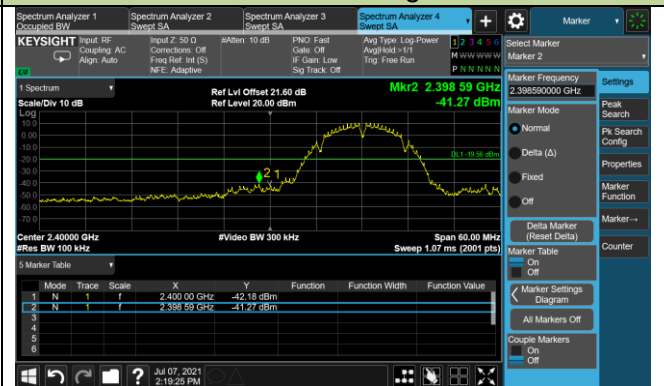 Spectrum Analyzer 1
Occupied BW
Spectrum Analyzer 2
Swept SA
Spectrum Analyzer 3
Swept SA
Spectrum Analyzer 4
Swept SA
+
Marker
KEYSIGHT
Input: RF
Coupling: AC
Align: Auto
Input Z: 50 Ω
Corrections: Off
Freq Ref: Int (S)
NFE: Adaptive
#Atten: 10 dB
PNO: Fast
Gate: Off
IF Gain: Low
Sig Track: Off
Avg Type: Log-Power
Avg|Hold:>1/1
Trig: Free Run
1 2 3 4 5 6
M W W W W W
P N N N N N
Select Marker
Marker 2
1 Spectrum
Scale/Div 10 dB
Log
Ref Lvl Offset 21.60 dB
Ref Level 20.00 dBm
Mkr2 2.398 59 GHz
-41.27 dBm
10.0
0.00
-10.0
-20.0
-30.0
-40.0
-50.0
-60.0
-70.0
DL1 -19.56 dBm
2
1
Center 2.40000 GHz
#Res BW 100 kHz
#Video BW 300 kHz
Span 60.00 MHz
Sweep 1.07 ms (2001 pts)
5 Marker Table
Mode Trace Scale X Y Function Function Width Function Value
1 N 1 f 2.400 00 GHz -42.18 dBm
2 N 1 f 2.398 59 GHz -41.27 dBm
3
4
5
6
Marker Frequency
2.398590000 GHz
Marker Mode
Normal
Delta (Δ)
Fixed
Off
Delta Marker
(Reset Delta)
Marker Table
On
Off
Marker Settings
Diagram
All Markers Off
Couple Markers
On
Off
Settings
Peak
Search
Pk Search
Config
Properties
Marker
Function
Marker→
Counter
?
Jul 07, 2021
2:19:25 PM